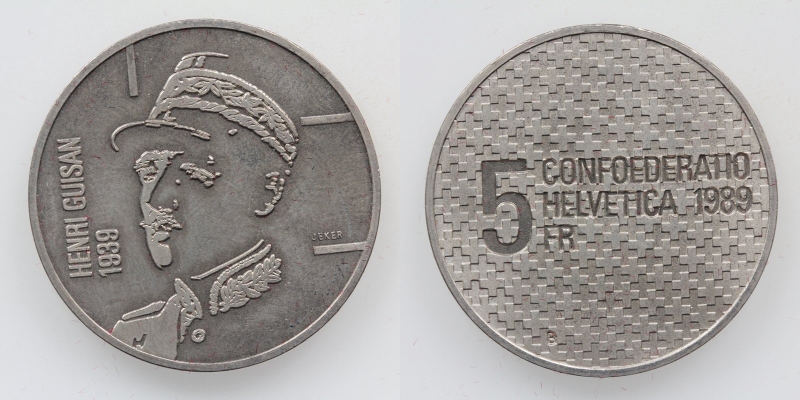 HENRI GUISAN
1939
JEKER
5
CONFOEDERATIO
HELVETICA 1989
FR
B